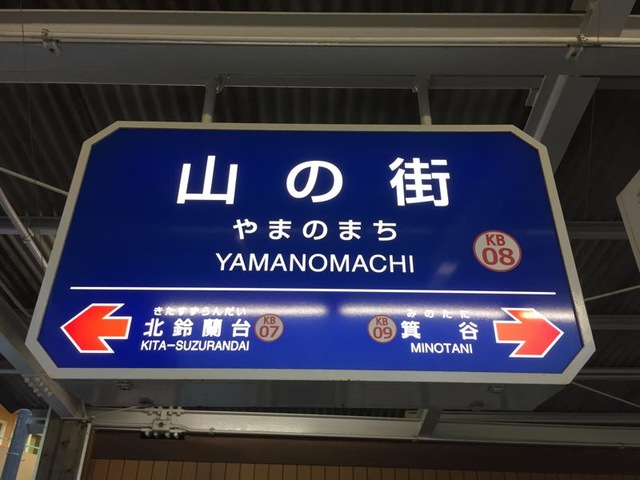 山の街
やまのまち
YAMANOMACHI
KB
08
きたすずらんだい
北鈴蘭台
KITA-SUZURANDAI
KB
07
KB
09
みのたに
箕谷
MINOTANI